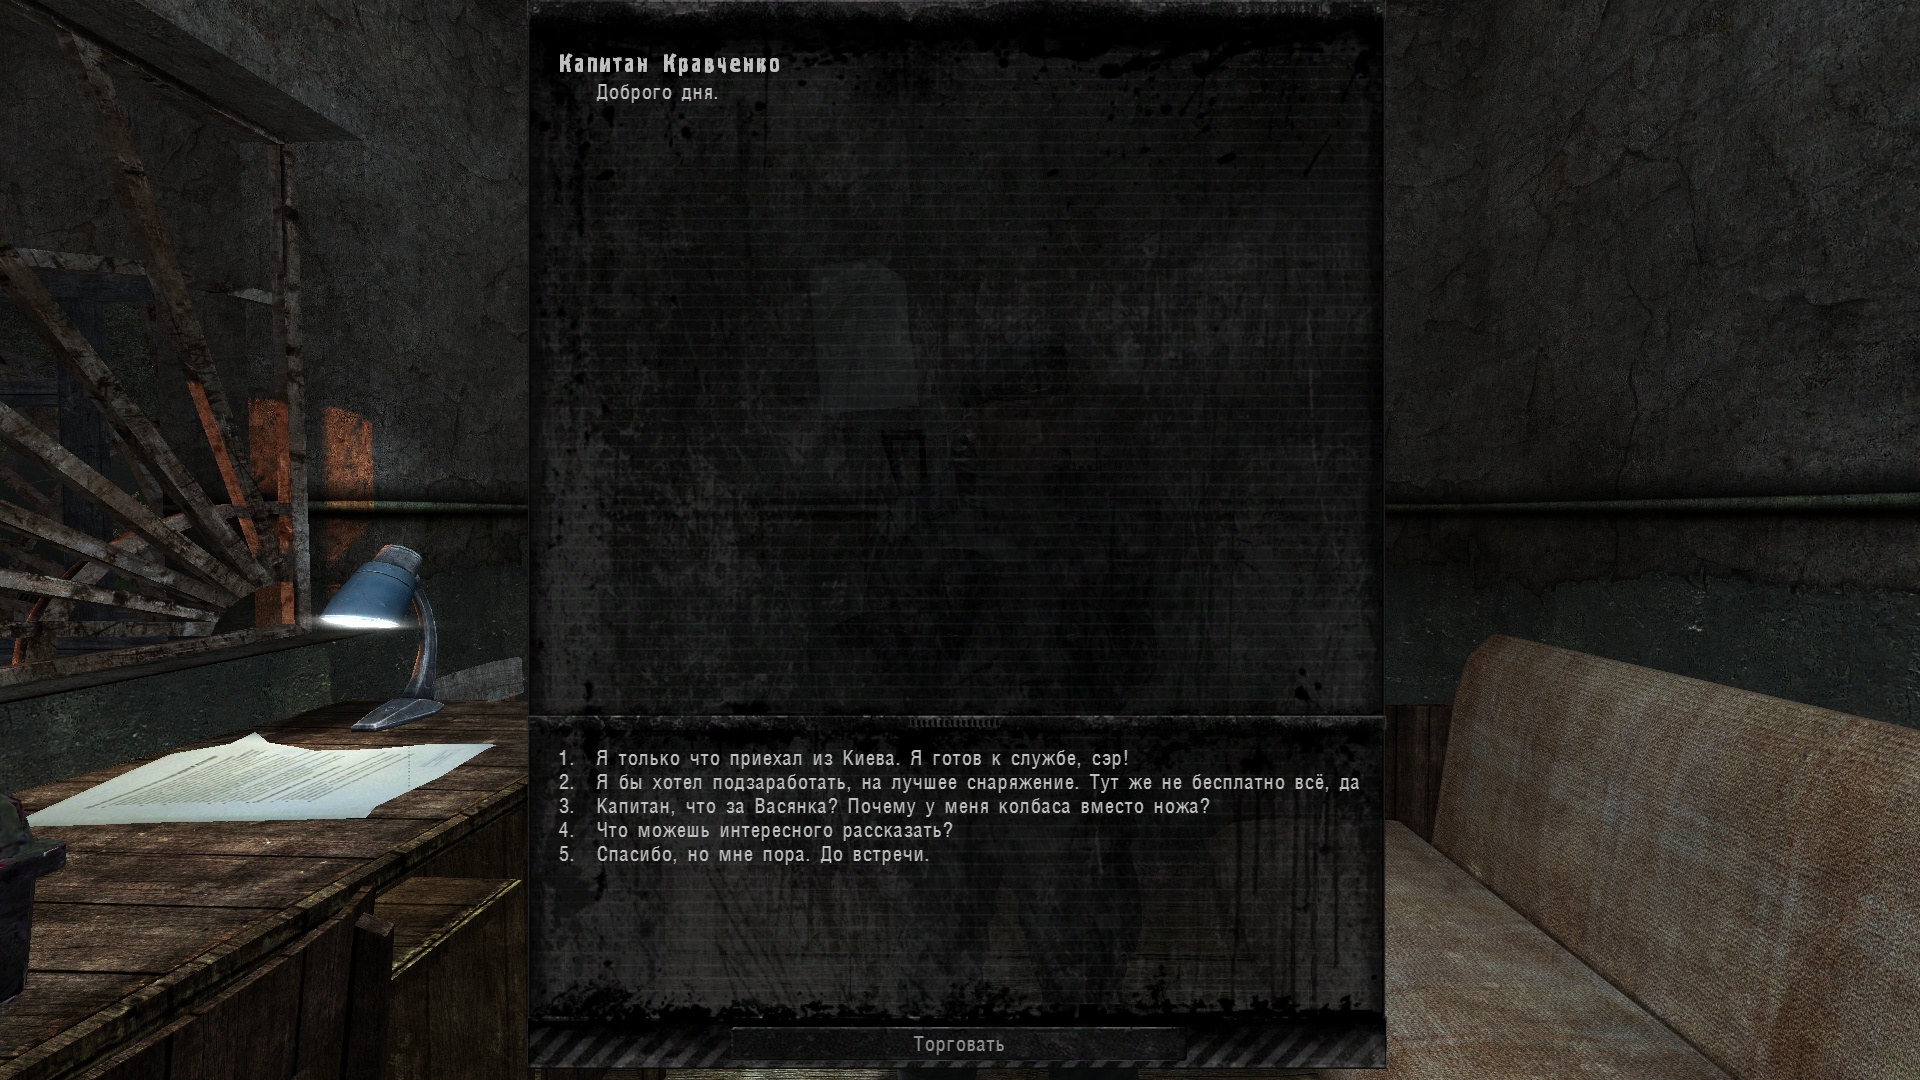 Капитан Кравченко
Доброго дня.
1. Я только что приехал из Киева. Я готов к службе, сэр!
2. Я бы хотел подзаработать, на лучшее снаряжение. Тут же не бесплатно всё, да
3. Капитан, что за Васянка? Почему у меня колбаса вместо ножа?
4. Что можешь интересного рассказать?
5. Спасибо, но мне пора. До встречи.
Торговать